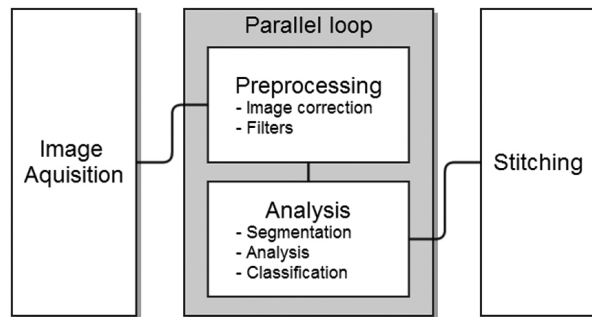 Image
Aquisition
Parallel loop
Preprocessing
- Image correction
- Filters
Analysis
- Segmentation
- Analysis
- Classification
Stitching